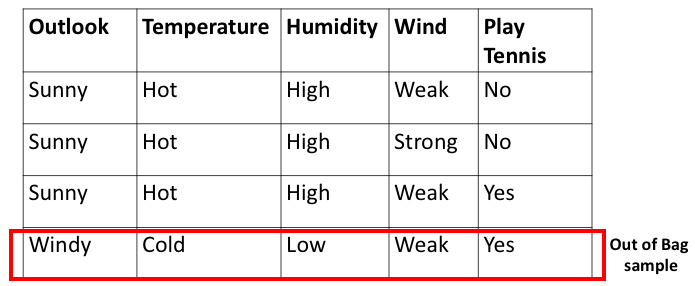 Outlook Temperature Humidity Wind Play
Tennis
Sunny Hot High Weak No
Sunny Hot High Strong No
Sunny Hot High Weak Yes
Windy Cold Low Weak Yes
Out of Bag
sample